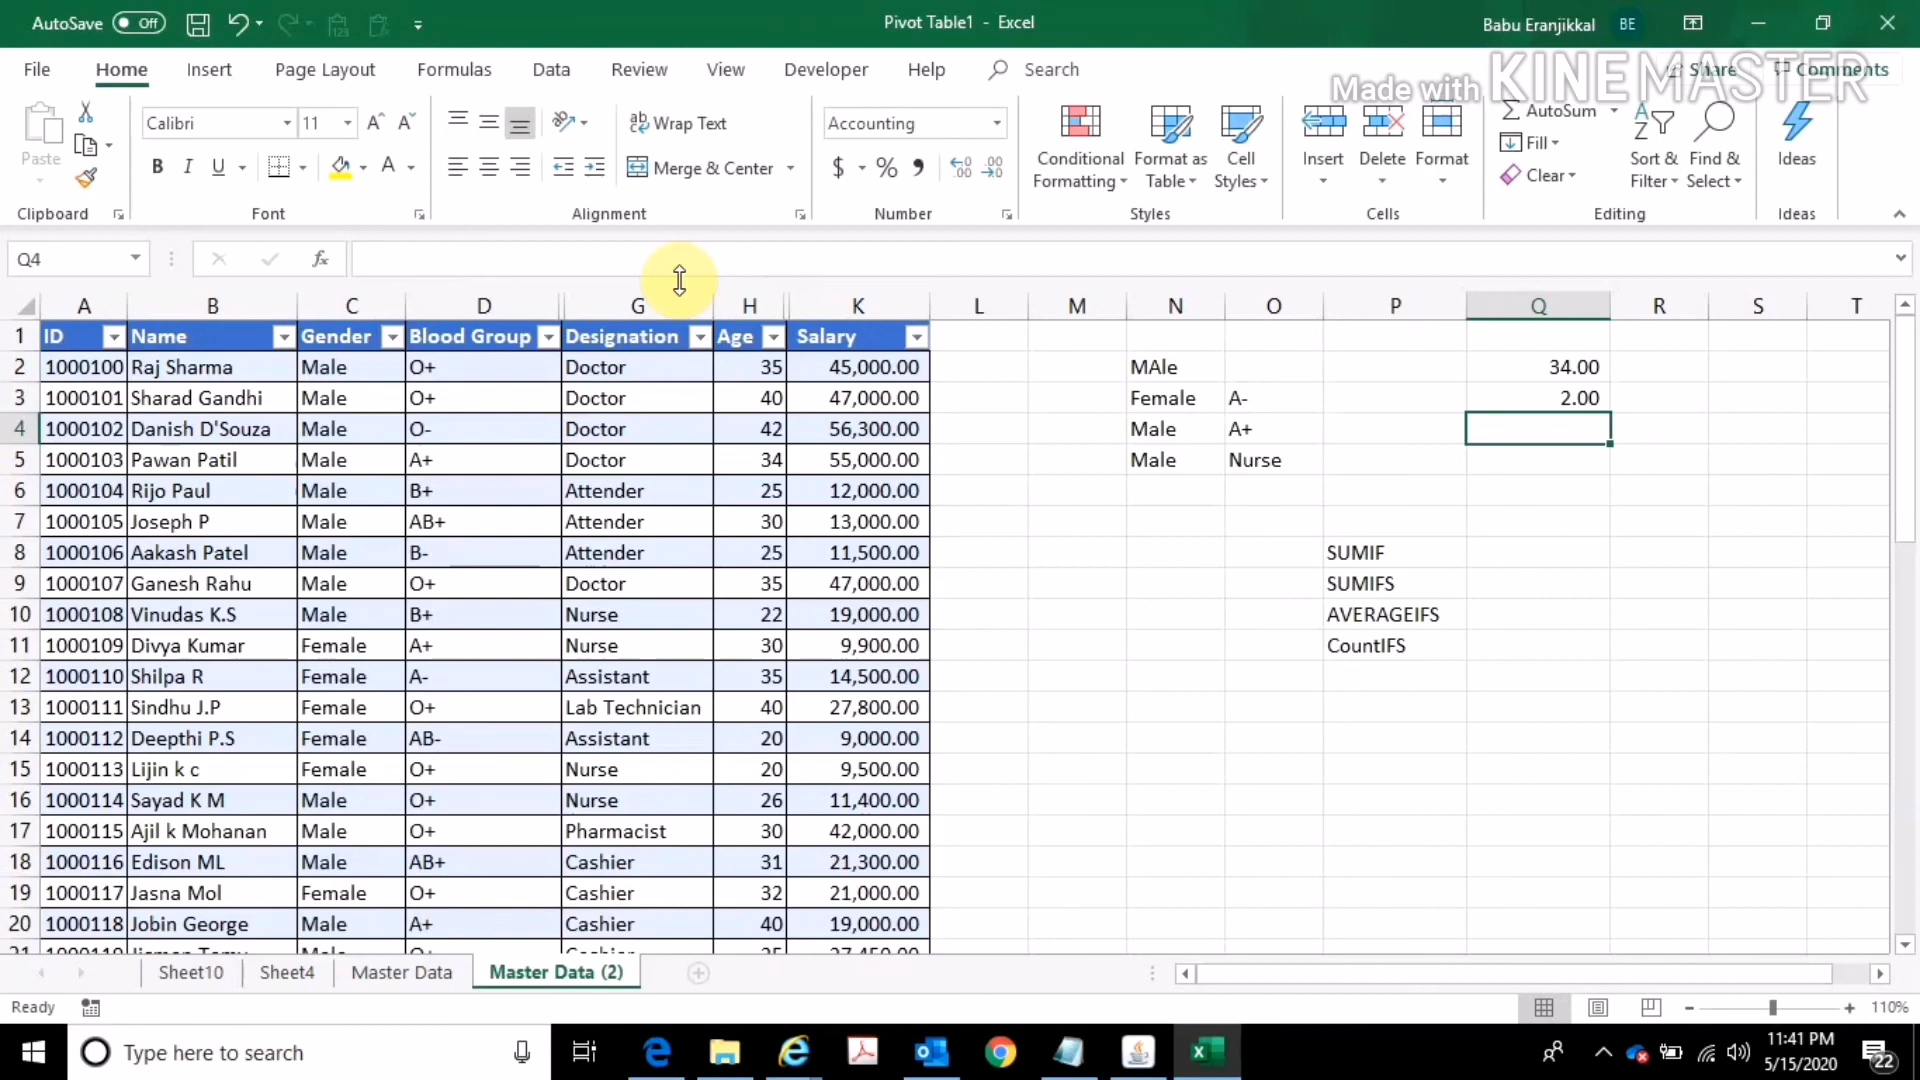 AutoSave Off Pivot Table1 - Excel Babu Eranjikkal BE
File Home Insert Page Layout Formulas Data Review View Developer Help Search Share Comments
Made with KINEMASTER
Paste Calibri 11 Wrap Text Accounting AutoSum
B I U A Merge & Center $ % , Fill
Conditional Formatting Format as Table Cell Styles Insert Delete Format Clear Sort & Filter Find & Select Ideas
Clipboard Font Alignment Number Styles Cells Editing Ideas
Q4 fx
A B C D G H K L M N O P Q R S T
1 ID Name Gender Blood Group Designation Age Salary
2 1000100 Raj Sharma Male O+ Doctor 35 45,000.00 MAle 34.00
3 1000101 Sharad Gandhi Male O+ Doctor 40 47,000.00 Female A- 2.00
4 1000102 Danish D'Souza Male O- Doctor 42 56,300.00 Male A+
5 1000103 Pawan Patil Male A+ Doctor 34 55,000.00 Male Nurse
6 1000104 Rijo Paul Male B+ Attender 25 12,000.00
7 1000105 Joseph P Male AB+ Attender 30 13,000.00
8 1000106 Aakash Patel Male B- Attender 25 11,500.00 SUMIF
9 1000107 Ganesh Rahu Male O+ Doctor 35 47,000.00 SUMIFS
10 1000108 Vinudas K.S Male B+ Nurse 22 19,000.00 AVERAGEIFS
11 1000109 Divya Kumar Female A+ Nurse 30 9,900.00 CountIFS
12 1000110 Shilpa R Female A- Assistant 35 14,500.00
13 1000111 Sindhu J.P Female O+ Lab Technician 40 27,800.00
14 1000112 Deepthi P.S Female AB- Assistant 20 9,000.00
15 1000113 Lijin k c Female O+ Nurse 20 9,500.00
16 1000114 Sayad K M Male O+ Nurse 26 11,400.00
17 1000115 Ajil k Mohanan Male O+ Pharmacist 30 42,000.00
18 1000116 Edison ML Male AB+ Cashier 31 21,300.00
19 1000117 Jasna Mol Female O+ Cashier 32 21,000.00
20 1000118 Jobin George Male A+ Cashier 40 19,000.00
Sheet10 Sheet4 Master Data Master Data (2)
Ready 110%
Type here to search 11:41 PM
5/15/2020 22